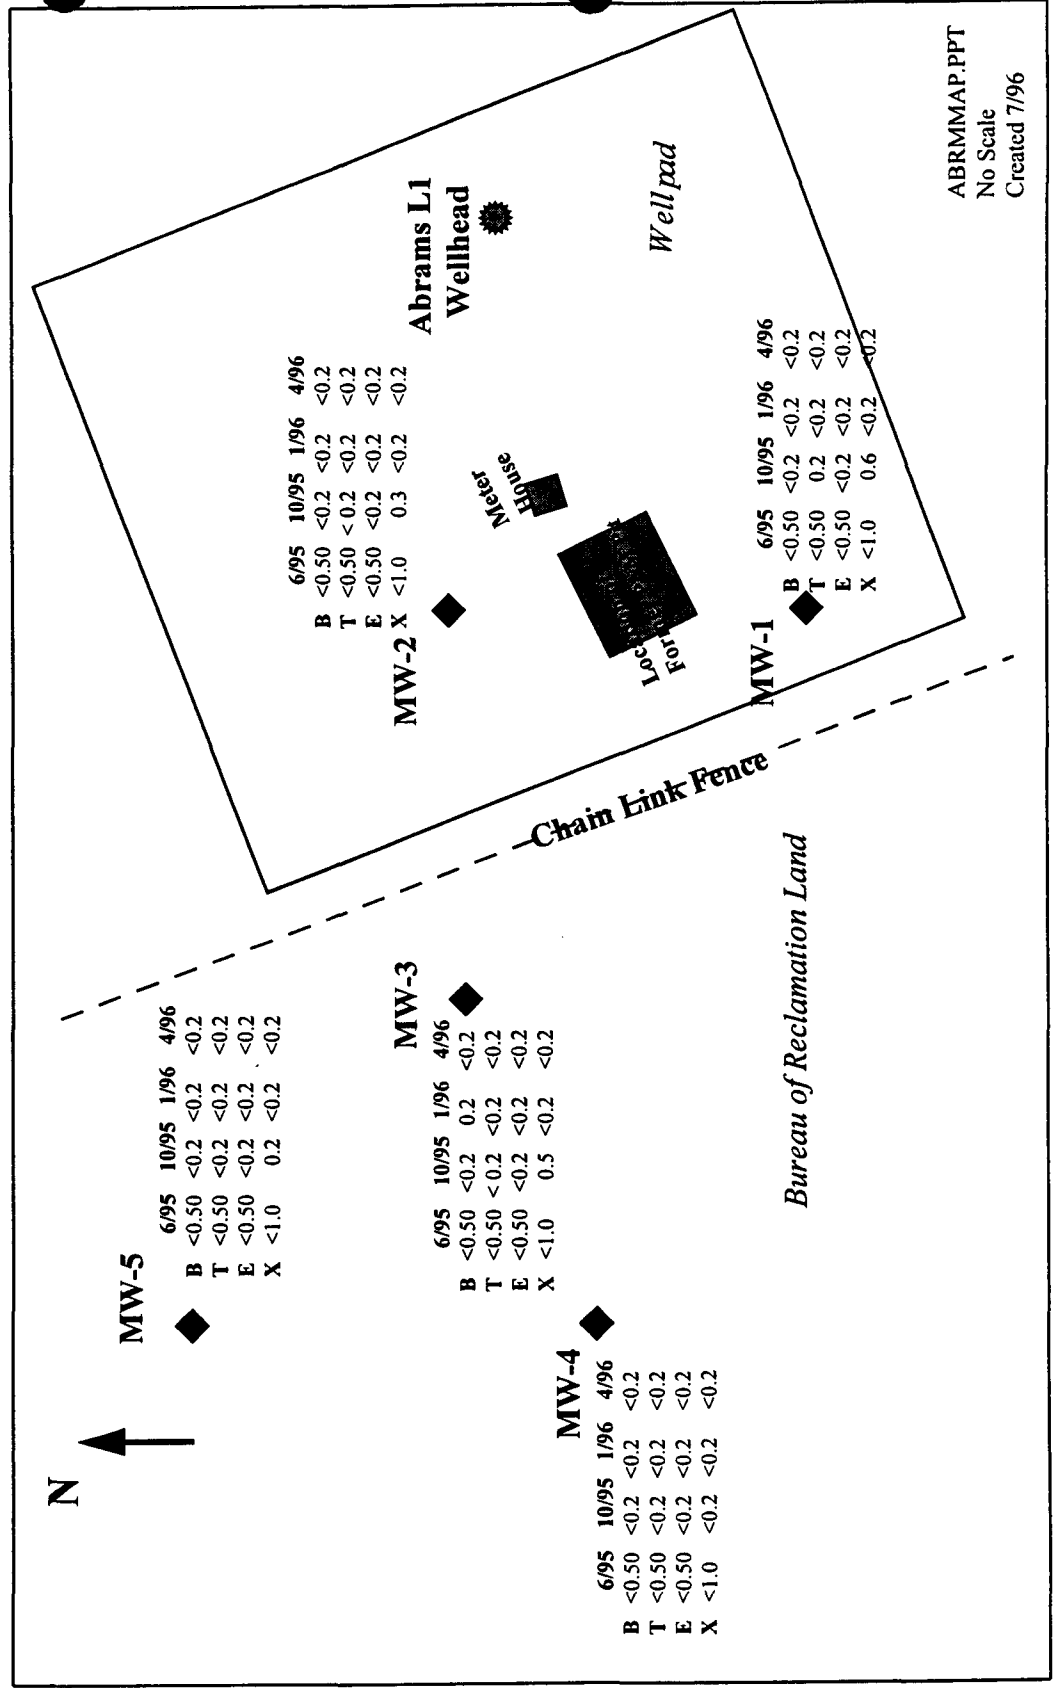 N
MW-5
6/95 10/95 1/96 4/96
B <0.50 <0.2 <0.2 <0.2
T <0.50 <0.2 <0.2 <0.2
E <0.50 <0.2 <0.2 <0.2
X <1.0 0.2 <0.2 <0.2
MW-3
6/95 10/95 1/96 4/96
B <0.50 <0.2 0.2 <0.2
T <0.50 < 0.2 <0.2 <0.2
E <0.50 <0.2 <0.2 <0.2
X <1.0 0.5 <0.2 <0.2
MW-4
6/95 10/95 1/96 4/96
B <0.50 <0.2 <0.2 <0.2
T <0.50 <0.2 <0.2 <0.2
E <0.50 <0.2 <0.2 <0.2
X <1.0 <0.2 <0.2 <0.2
Bureau of Reclamation Land
Chain Link Fence
MW-2
6/95 10/95 1/96 4/96
B <0.50 <0.2 <0.2 <0.2
T <0.50 < 0.2 <0.2 <0.2
E <0.50 <0.2 <0.2 <0.2
X <1.0 0.3 <0.2 <0.2
Abrams L1
Wellhead
Meter
House
Well pad
MW-1
6/95 10/95 1/96 4/96
B <0.50 <0.2 <0.2 <0.2
T <0.50 0.2 <0.2 <0.2
E <0.50 <0.2 <0.2 <0.2
X <1.0 0.6 <0.2 <0.2
ABRMMAP.PPT
No Scale
Created 7/96